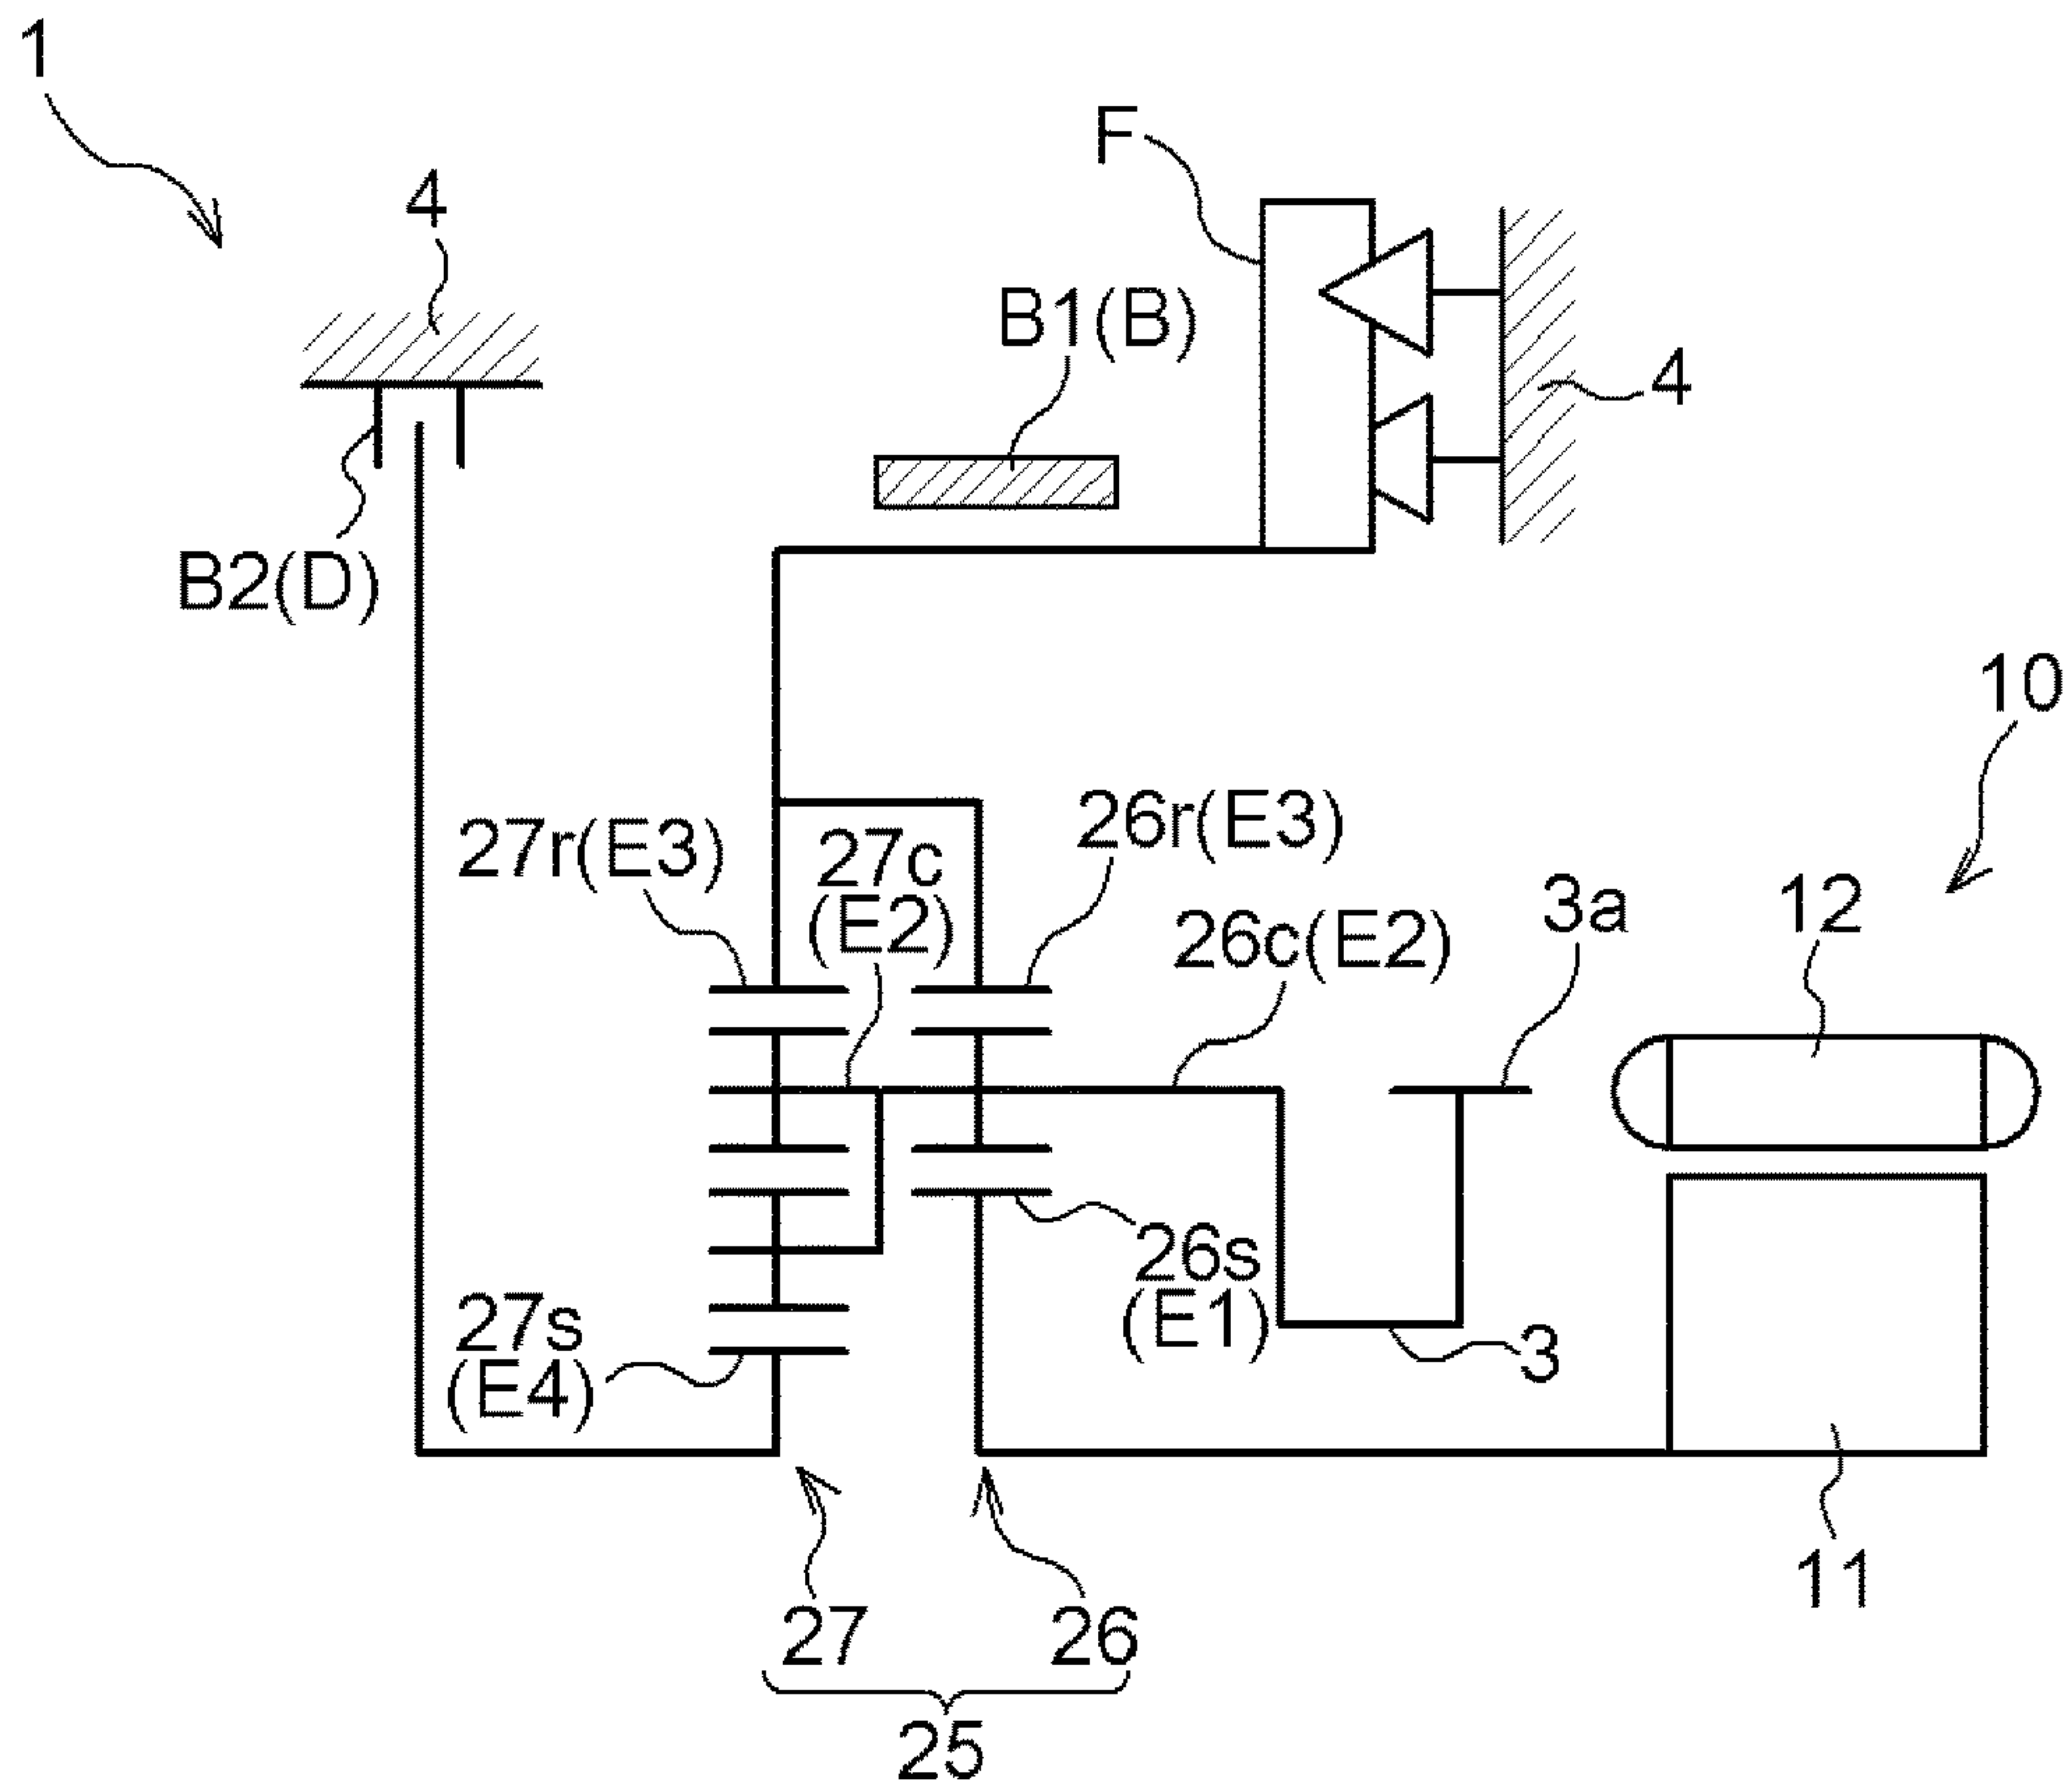 1
F
4
B1(B)
4
B2(D)
10
26r(E3)
27r(E3)
27c
(E2)
3a
12
26c(E2)
26s
(E1)
27s
(E4)
3
11
27
26
25